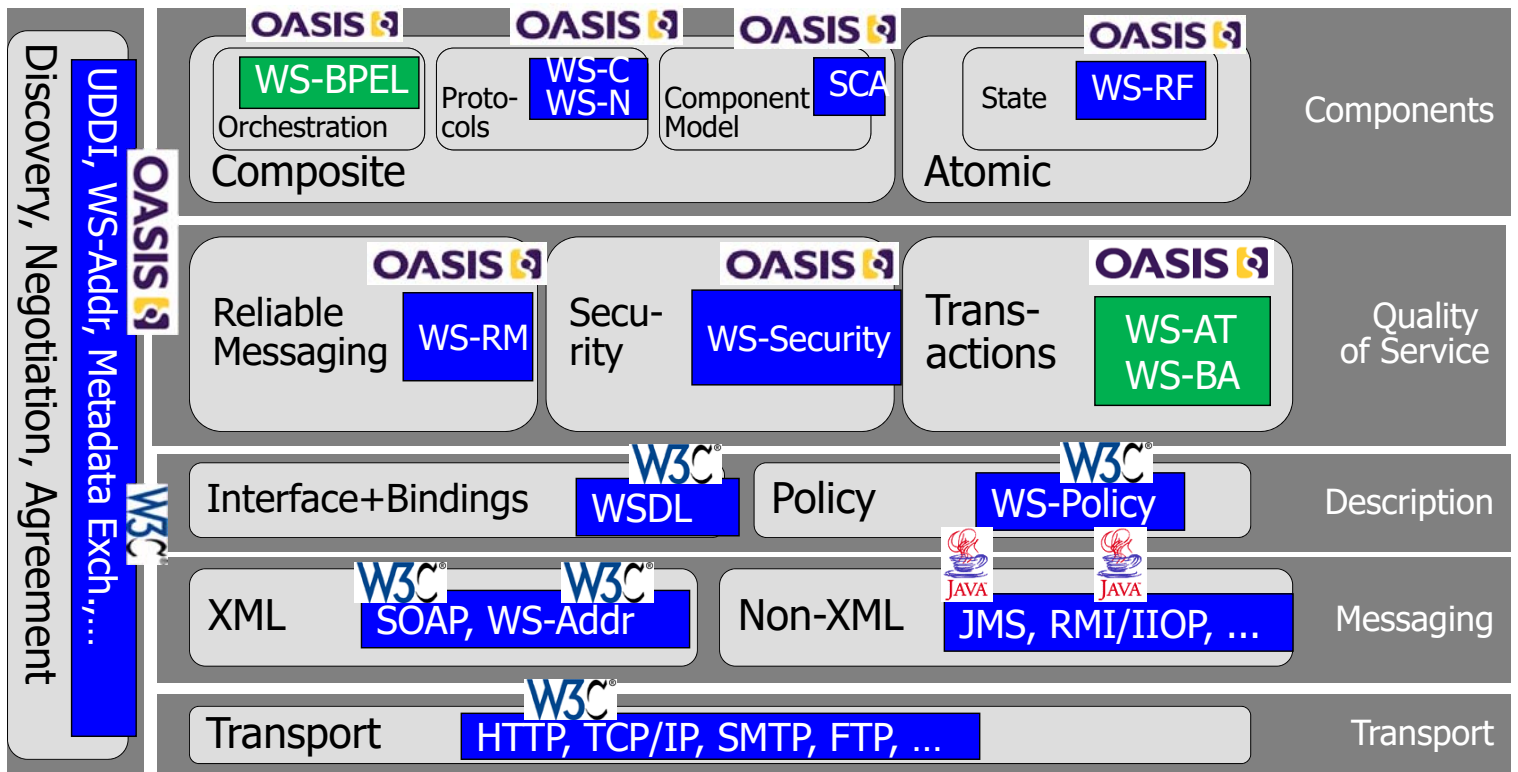 Discovery, Negotiation, Agreement
UDDI, WS-Addr, Metadata Exch.,...
OASIS
W3C®
OASIS
WS-BPEL
Orchestration
OASIS
Proto-
cols
WS-C
WS-N
OASIS
Component
Model
SCA
Composite
OASIS
State
WS-RF
Atomic
Components
OASIS
Reliable
Messaging
WS-RM
OASIS
Secu-
rity
WS-Security
OASIS
Trans-
actions
WS-AT
WS-BA
Quality
of Service
W3C®
Interface+Bindings
WSDL
W3C®
Policy
WS-Policy
Description
W3C®
W3C®
XML
SOAP, WS-Addr
JAVA
JAVA
Non-XML
JMS, RMI/IIOP, ...
Messaging
W3C®
Transport
HTTP, TCP/IP, SMTP, FTP, ...
Transport